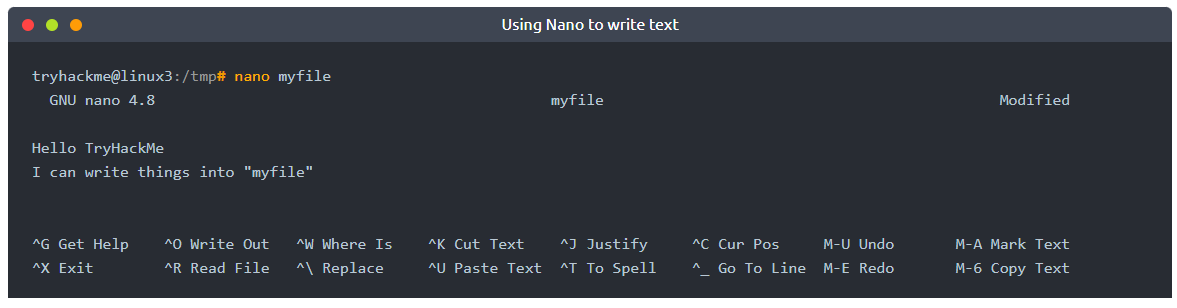 Using Nano to write text
tryhackme@linux3:/tmp# nano myfile
GNU nano 4.8 myfile Modified
Hello TryHackMe
I can write things into "myfile"
^G Get Help ^O Write Out ^W Where Is ^K Cut Text ^J Justify ^C Cur Pos M-U Undo M-A Mark Text
^X Exit ^R Read File ^\ Replace ^U Paste Text ^T To Spell ^_ Go To Line M-E Redo M-6 Copy Text